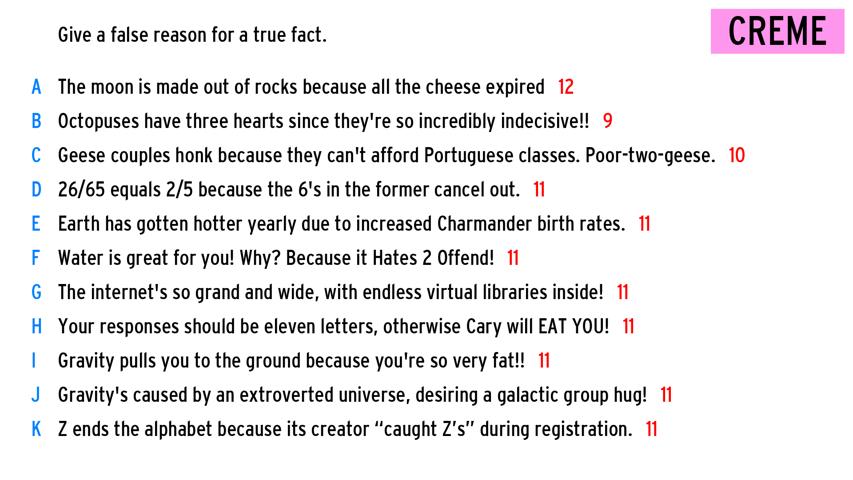 Give a false reason for a true fact.
CREME
A The moon is made out of rocks because all the cheese expired 12
B Octopuses have three hearts since they're so incredibly indecisive!! 9
C Geese couples honk because they can't afford Portuguese classes. Poor-two-geese. 10
D 26/65 equals 2/5 because the 6's in the former cancel out. 11
E Earth has gotten hotter yearly due to increased Charmander birth rates. 11
F Water is great for you! Why? Because it Hates 2 Offend! 11
G The internet's so grand and wide, with endless virtual libraries inside! 11
H Your responses should be eleven letters, otherwise Cary will EAT YOU! 11
I Gravity pulls you to the ground because you're so very fat!! 11
J Gravity's caused by an extroverted universe, desiring a galactic group hug! 11
K Z ends the alphabet because its creator “caught Z’s” during registration. 11